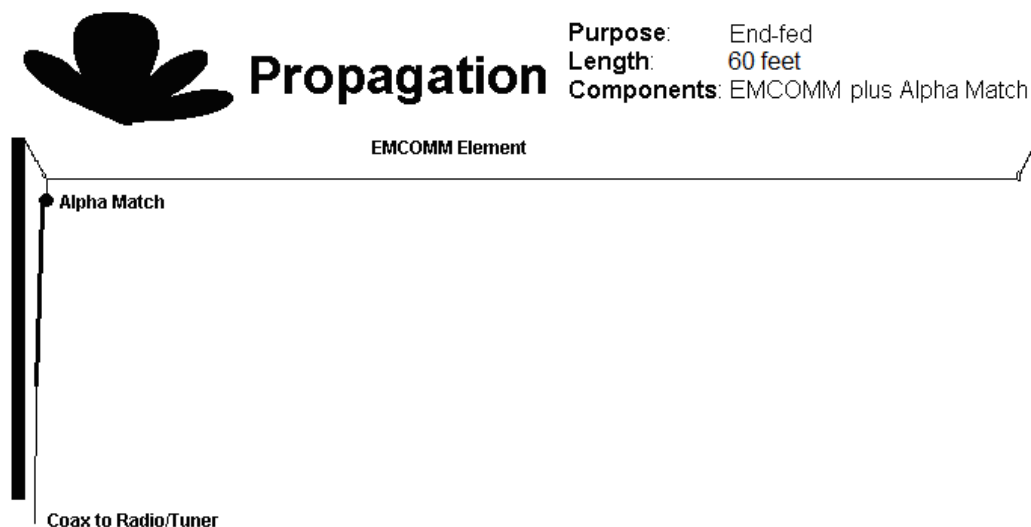 Propagation
Purpose: End-fed
Length: 60 feet
Components: EMCOMM plus Alpha Match
EMCOMM Element
Alpha Match
Coax to Radio/Tuner